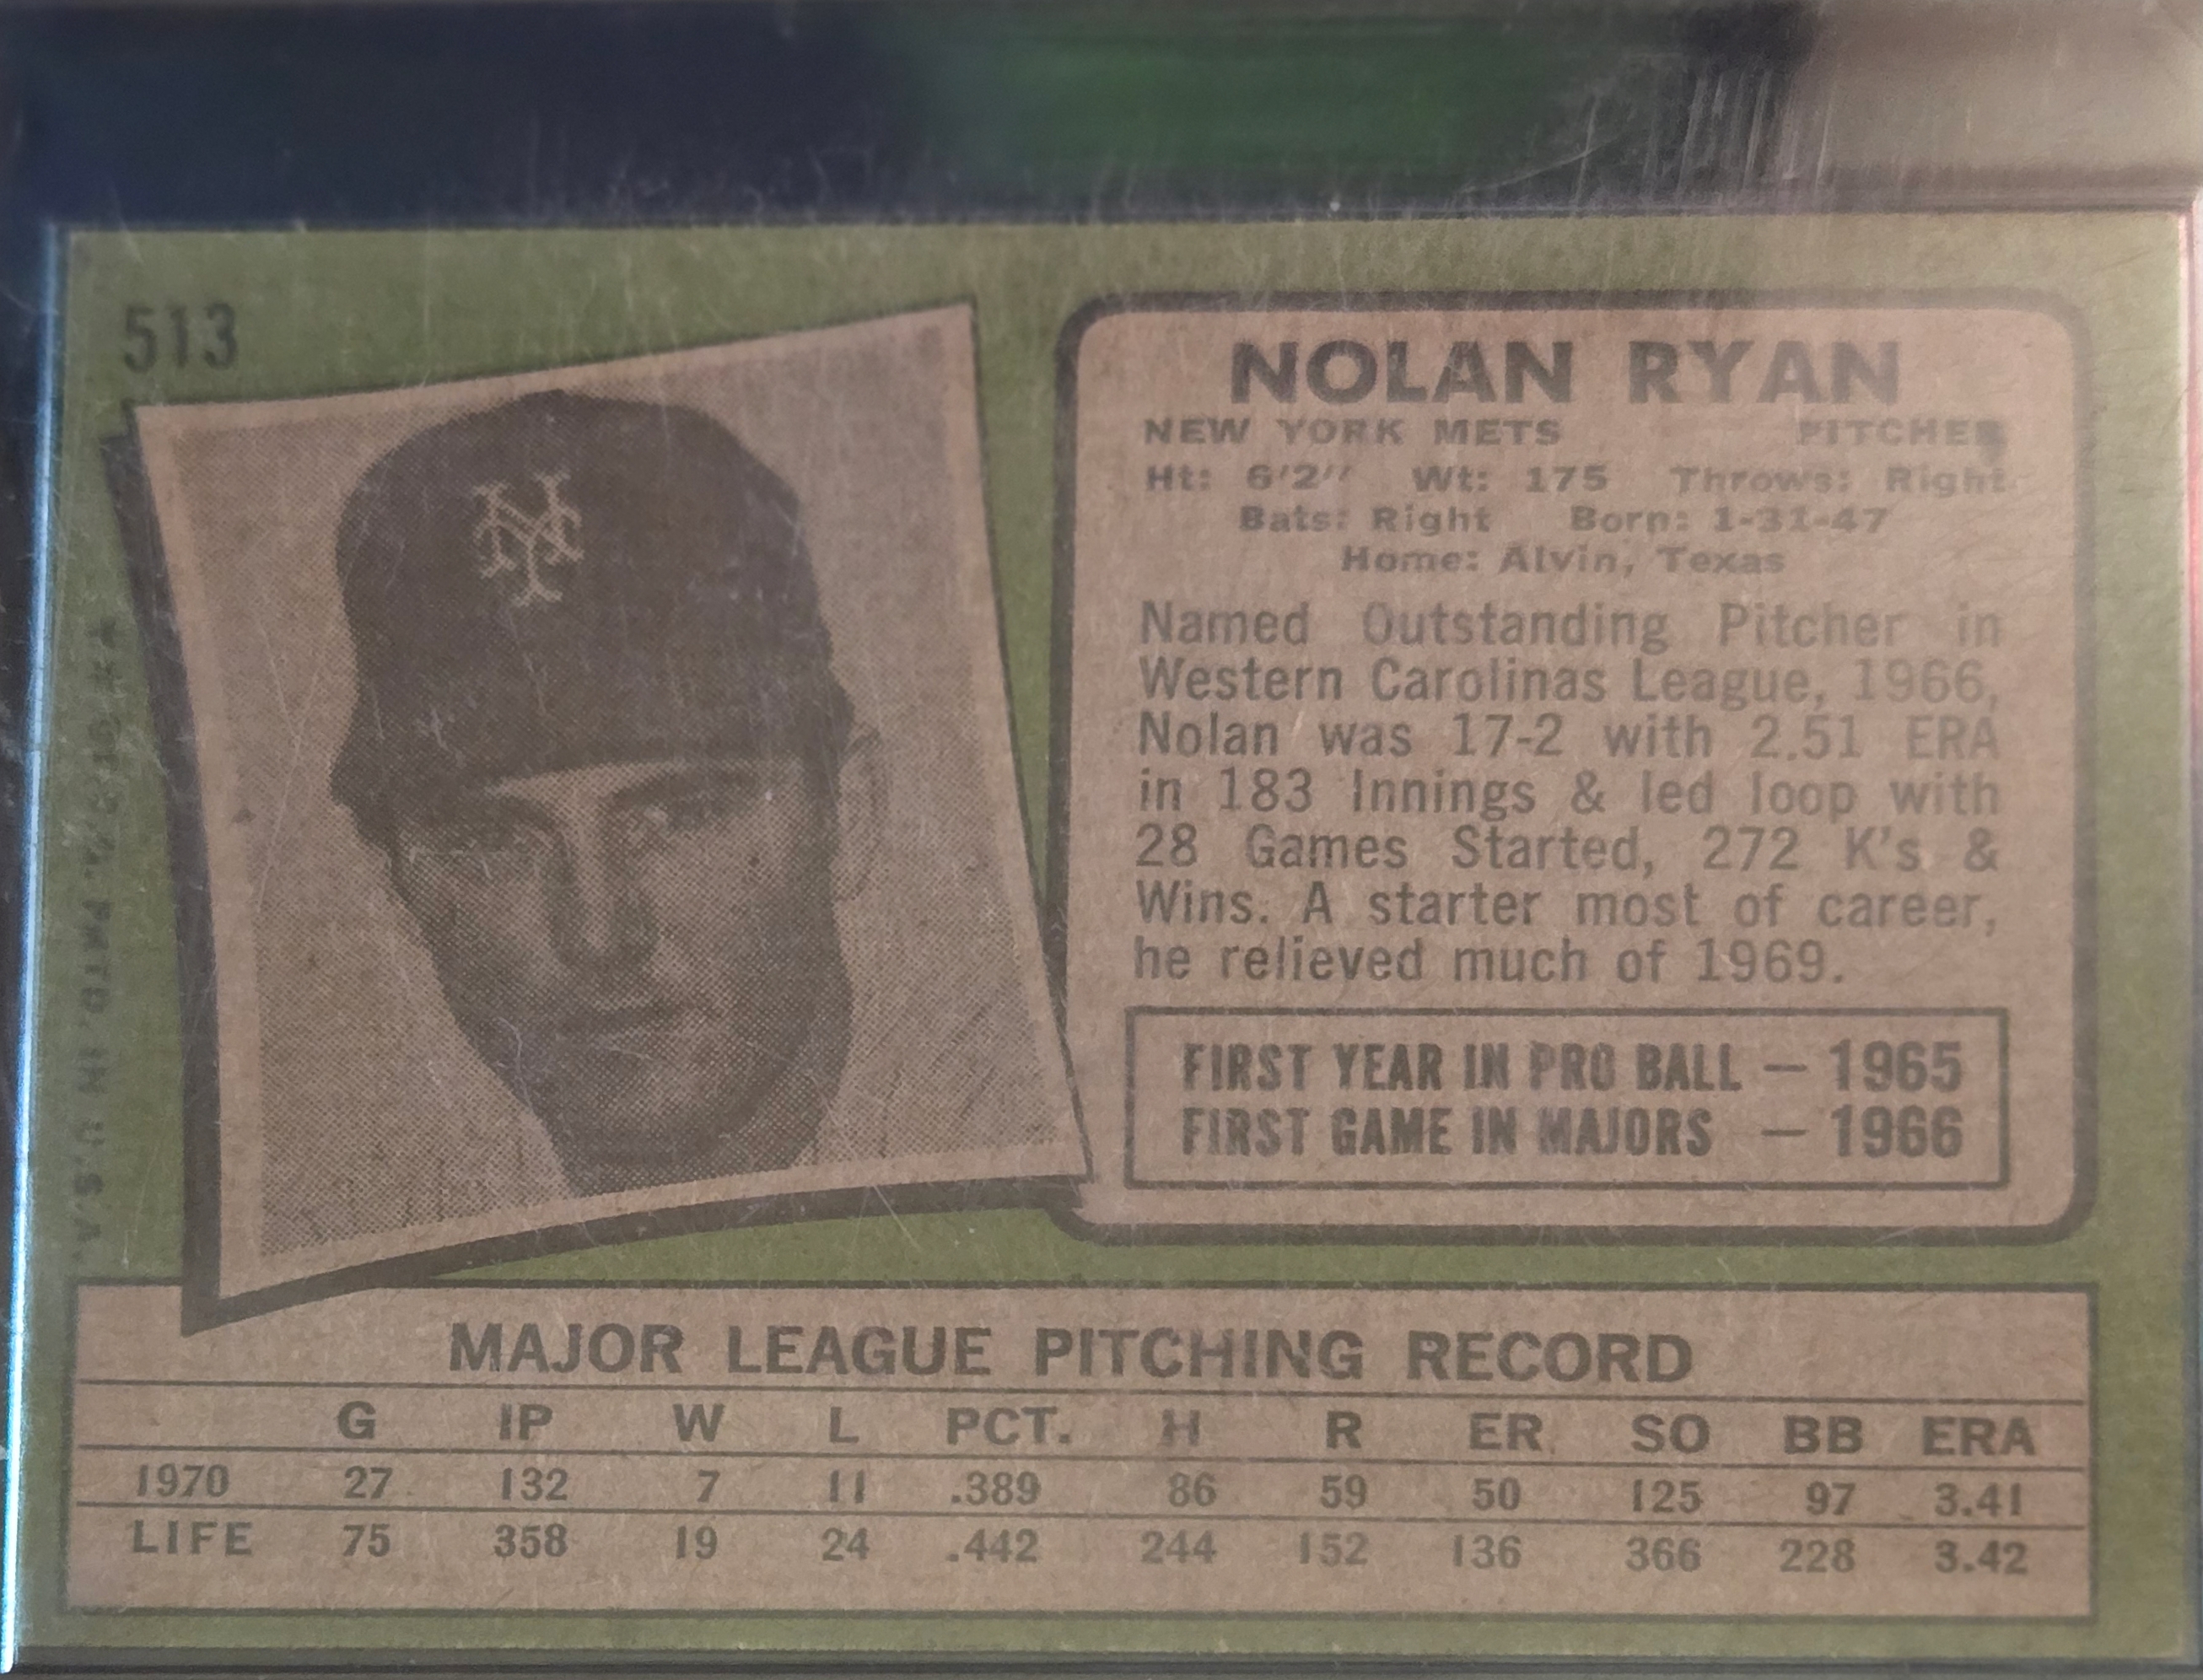 513
NOLAN RYAN
NEW YORK METS PITCHER
Ht: 6'2" Wt: 175 Throws: Right
Bats: Right Born: 1-31-47
Home: Alvin, Texas
Named Outstanding Pitcher in
Western Carolinas League, 1966,
Nolan was 17-2 with 2.51 ERA
in 183 Innings & led loop with
28 Games Started, 272 K's &
Wins. A starter most of career,
he relieved much of 1969.
FIRST YEAR IN PRO BALL — 1965
FIRST GAME IN MAJORS — 1966
NY
PRTD. IN U.S.A.
MAJOR LEAGUE PITCHING RECORD
G IP W L PCT. H R ER SO BB ERA
1970 27 132 7 11 .389 86 59 50 125 97 3.41
LIFE 75 358 19 24 .442 244 152 136 366 228 3.42